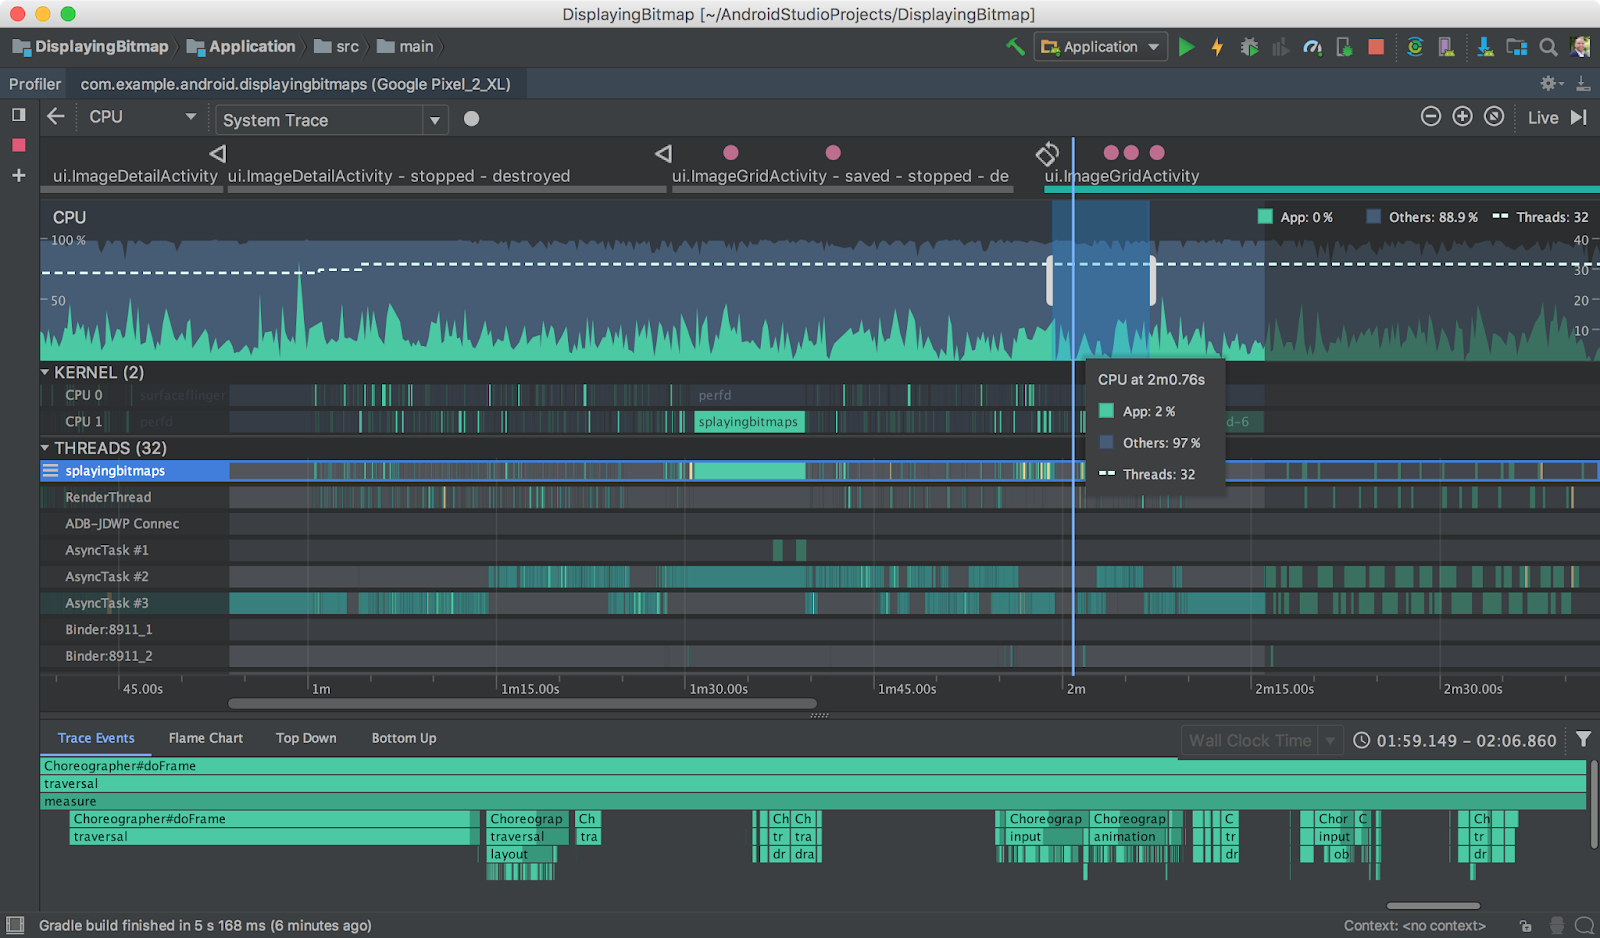 DisplayingBitmap [~/AndroidStudioProjects/DisplayingBitmap]
DisplayingBitmap Application src main Application
Profiler com.example.android.displayingbitmaps (Google Pixel_2_XL)
CPU System Trace Live
ui.ImageDetailActivity ui.ImageDetailActivity - stopped - destroyed ui.ImageGridActivity - saved - stopped - de ui.ImageGridActivity
CPU App: 0 % Others: 88.9 % Threads: 32
100 % 40
30
50 20
10
KERNEL (2)
CPU 0 surfaceflinger perfd
CPU 1 perfd splayingbitmaps d-6
CPU at 2m0.76s
App: 2 %
Others: 97 %
Threads: 32
THREADS (32)
splayingbitmaps
RenderThread
ADB-JDWP Connec
AsyncTask #1
AsyncTask #2
AsyncTask #3
Binder:8911_1
Binder:8911_2
45.00s 1m 1m15.00s 1m30.00s 1m45.00s 2m 2m15.00s 2m30.00s
Trace Events Flame Chart Top Down Bottom Up Wall Clock Time 01:59.149 – 02:06.860
Choreographer#doFrame
traversal
measure
Choreographer#doFrame Choreograp Ch Ch Ch Choreograp Choreograp C Chor C Ch
traversal traversal tra tr tra input animation tr input tr
layout dr dra dr ob dr
Gradle build finished in 5 s 168 ms (6 minutes ago) Context: <no context>